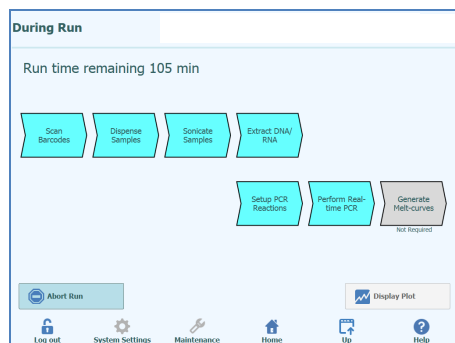 During Run
Run time remaining 105 min
Scan
Barcodes
Dispense
Samples
Sonicate
Samples
Extract DNA/
RNA
Setup PCR
Reactions
Perform Real-
time PCR
Generate
Melt-curves
Not Required
Abort Run
Display Plot
Log out
System Settings
Maintenance
Home
Up
Help